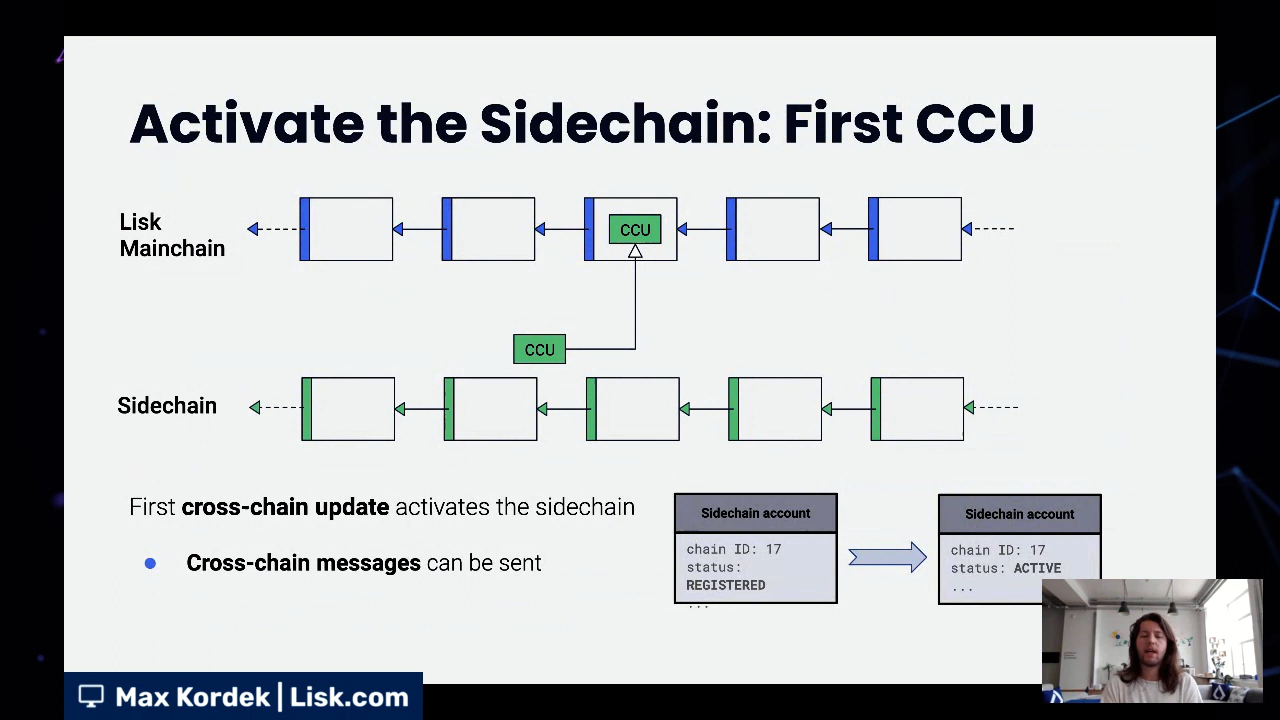 Activate the Sidechain: First CCU
Lisk
Mainchain
CCU
CCU
Sidechain
First cross-chain update activates the sidechain
Cross-chain messages can be sent
Sidechain account
chain ID: 17
status:
REGISTERED
...
Sidechain account
chain ID: 17
status: ACTIVE
...
Max Kordek | Lisk.com